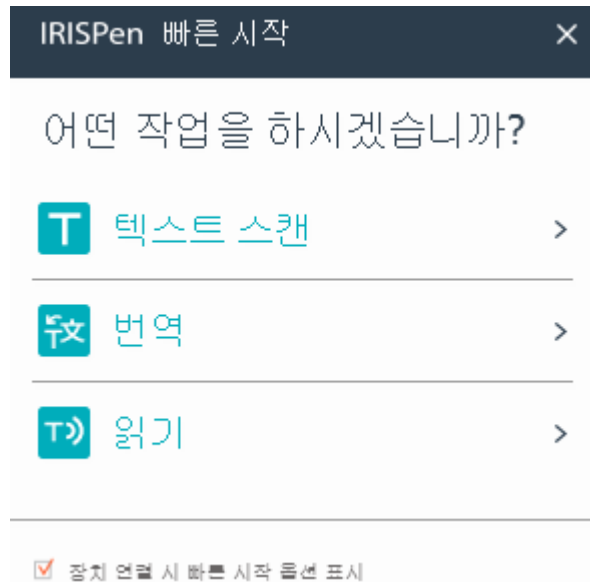 IRISPen 빠른 시작
어떤 작업을 하시겠습니까?
텍스트 스캔
번역
읽기
장치 연결 시 빠른 시작 옵션 표시